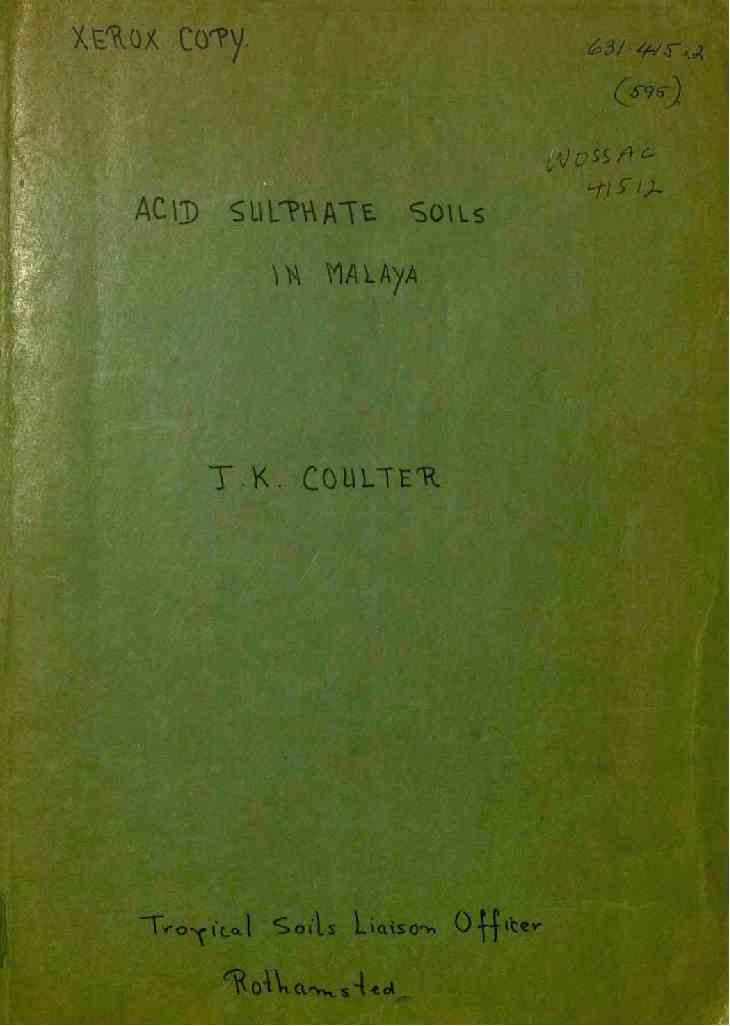 XEROX COPY.
631.415.2
(595)
WOSSAC
41512
ACID SULPHATE SOILS
IN MALAYA
J.K. COULTER
Tropical Soils Liaison Officer
Rothamsted